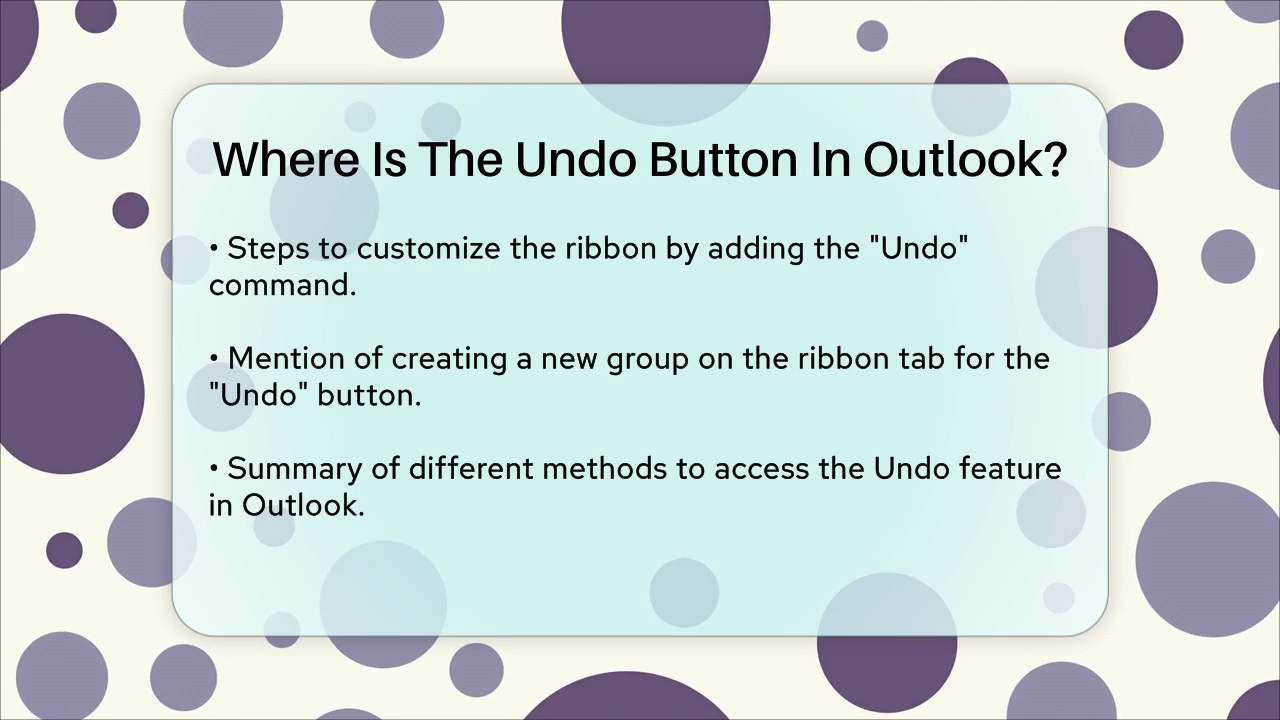 Where Is The Undo Button In Outlook?
• Steps to customize the ribbon by adding the "Undo"
command.
• Mention of creating a new group on the ribbon tab for the
"Undo" button.
• Summary of different methods to access the Undo feature
in Outlook.